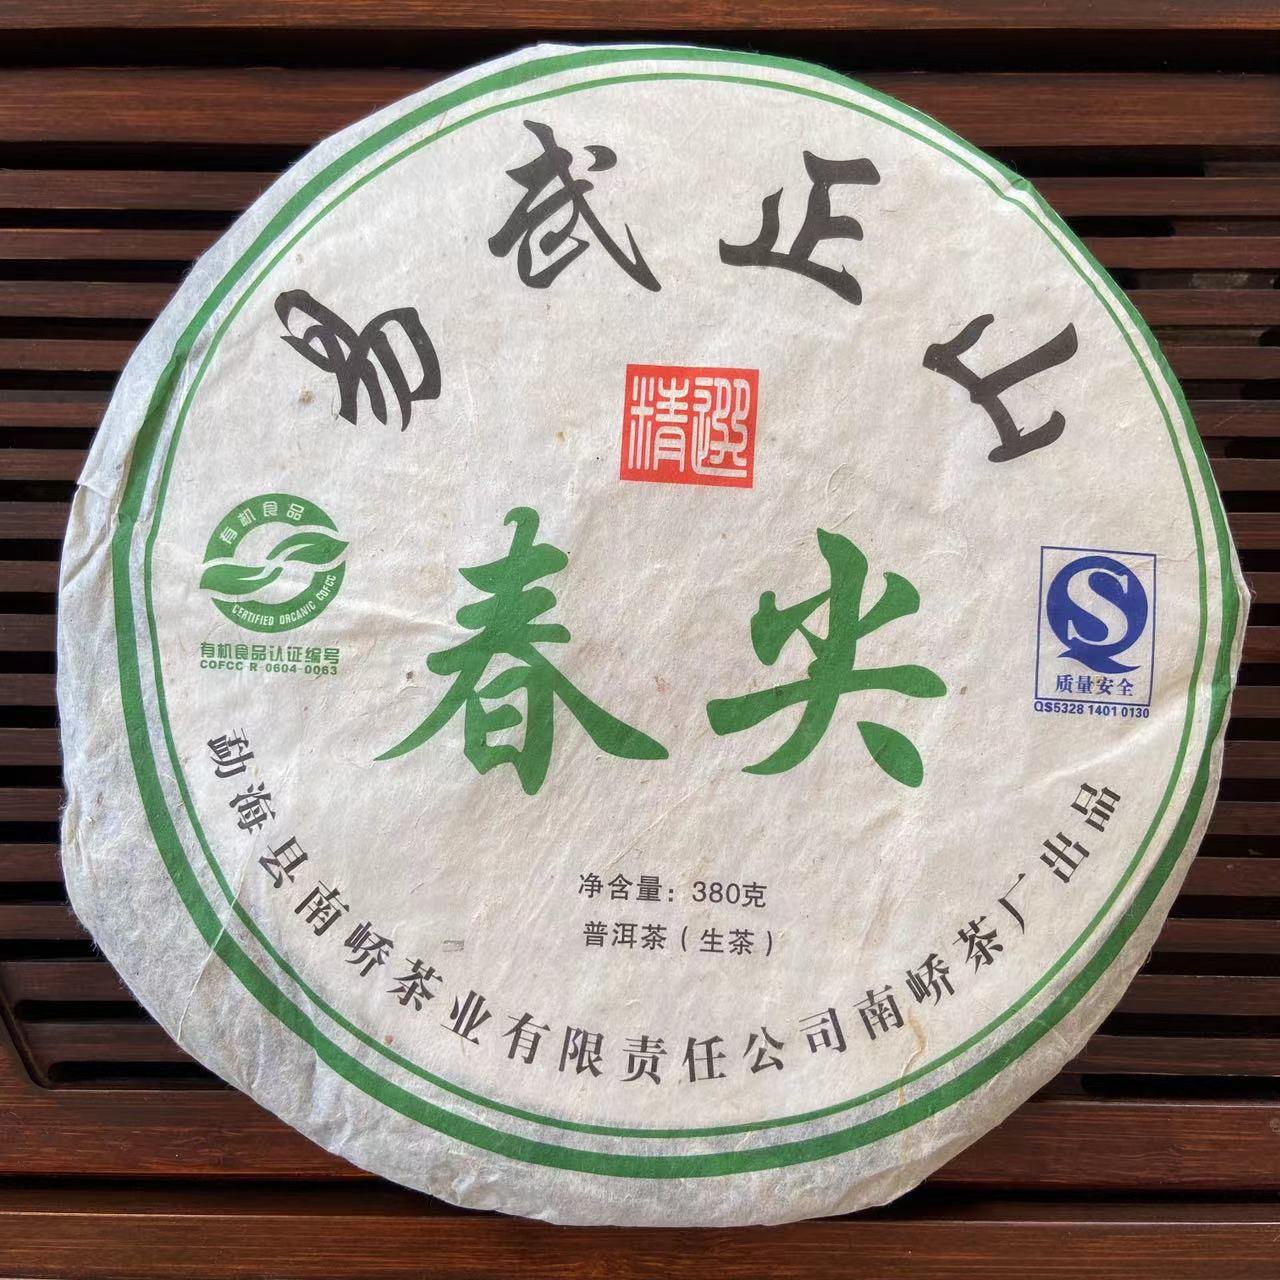 易武正山
精選
春尖
有机食品
CERTIFIED ORGANIC COFCC
有机食品认证编号
COFCC-R-0604-0063
S
质量安全
QS5328 1401 0130
净含量：380克
普洱茶（生茶）
勐海县南峤茶业有限责任公司南峤茶厂出品